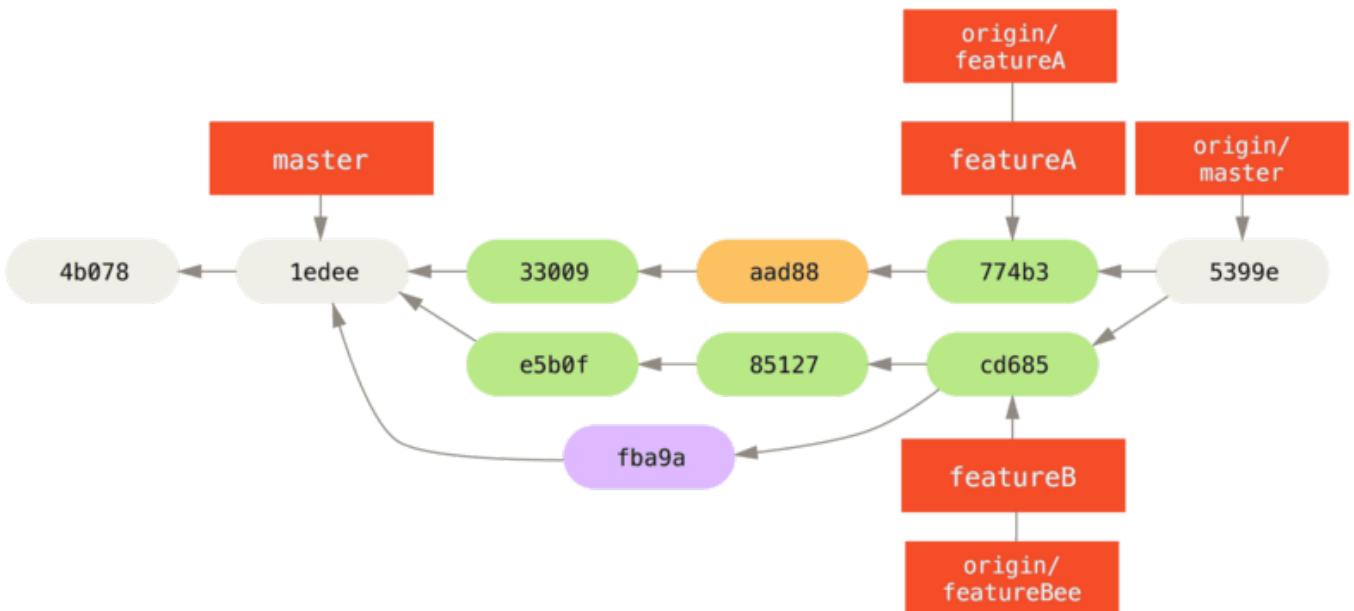 origin/
featureA
master
featureA
origin/
master
4b078
1edee
33009
aad88
774b3
5399e
e5b0f
85127
cd685
fba9a
featureB
origin/
featureBee